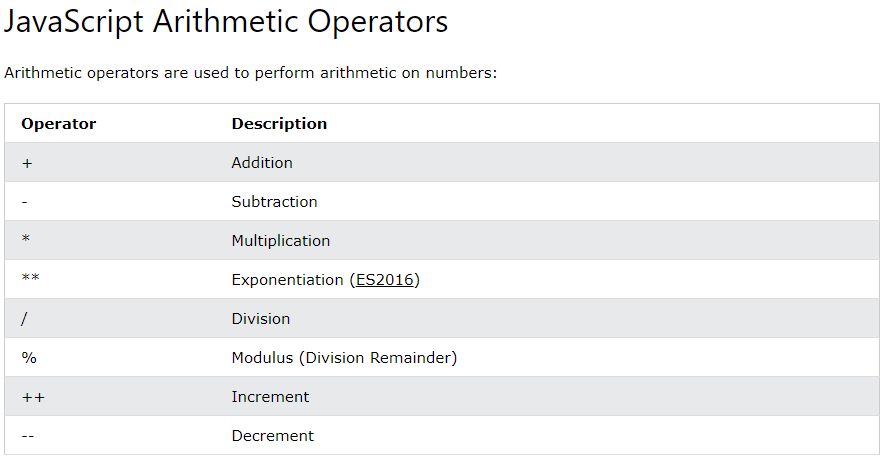 JavaScript Arithmetic Operators
Arithmetic operators are used to perform arithmetic on numbers:
Operator Description
+ Addition
- Subtraction
* Multiplication
** Exponentiation (ES2016)
/ Division
% Modulus (Division Remainder)
++ Increment
-- Decrement